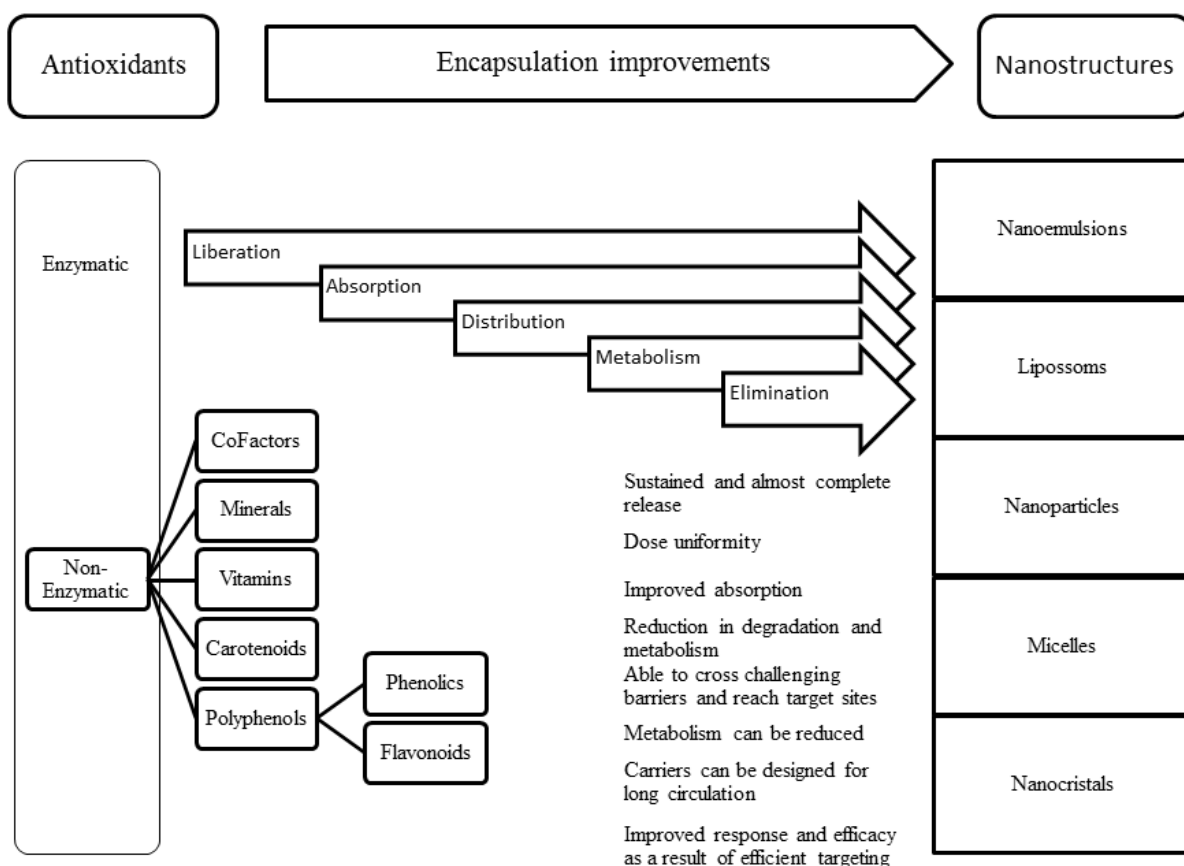 Antioxidants
Encapsulation improvements
Nanostructures
Enzymatic
Non-
Enzymatic
CoFactors
Minerals
Vitamins
Carotenoids
Polyphenols
Phenolics
Flavonoids
Liberation
Absorption
Distribution
Metabolism
Elimination
Sustained and almost complete
release
Dose uniformity
Improved absorption
Reduction in degradation and
metabolism
Able to cross challenging
barriers and reach target sites
Metabolism can be reduced
Carriers can be designed for
long circulation
Improved response and efficacy
as a result of efficient targeting
Nanoemulsions
Lipossoms
Nanoparticles
Micelles
Nanocristals